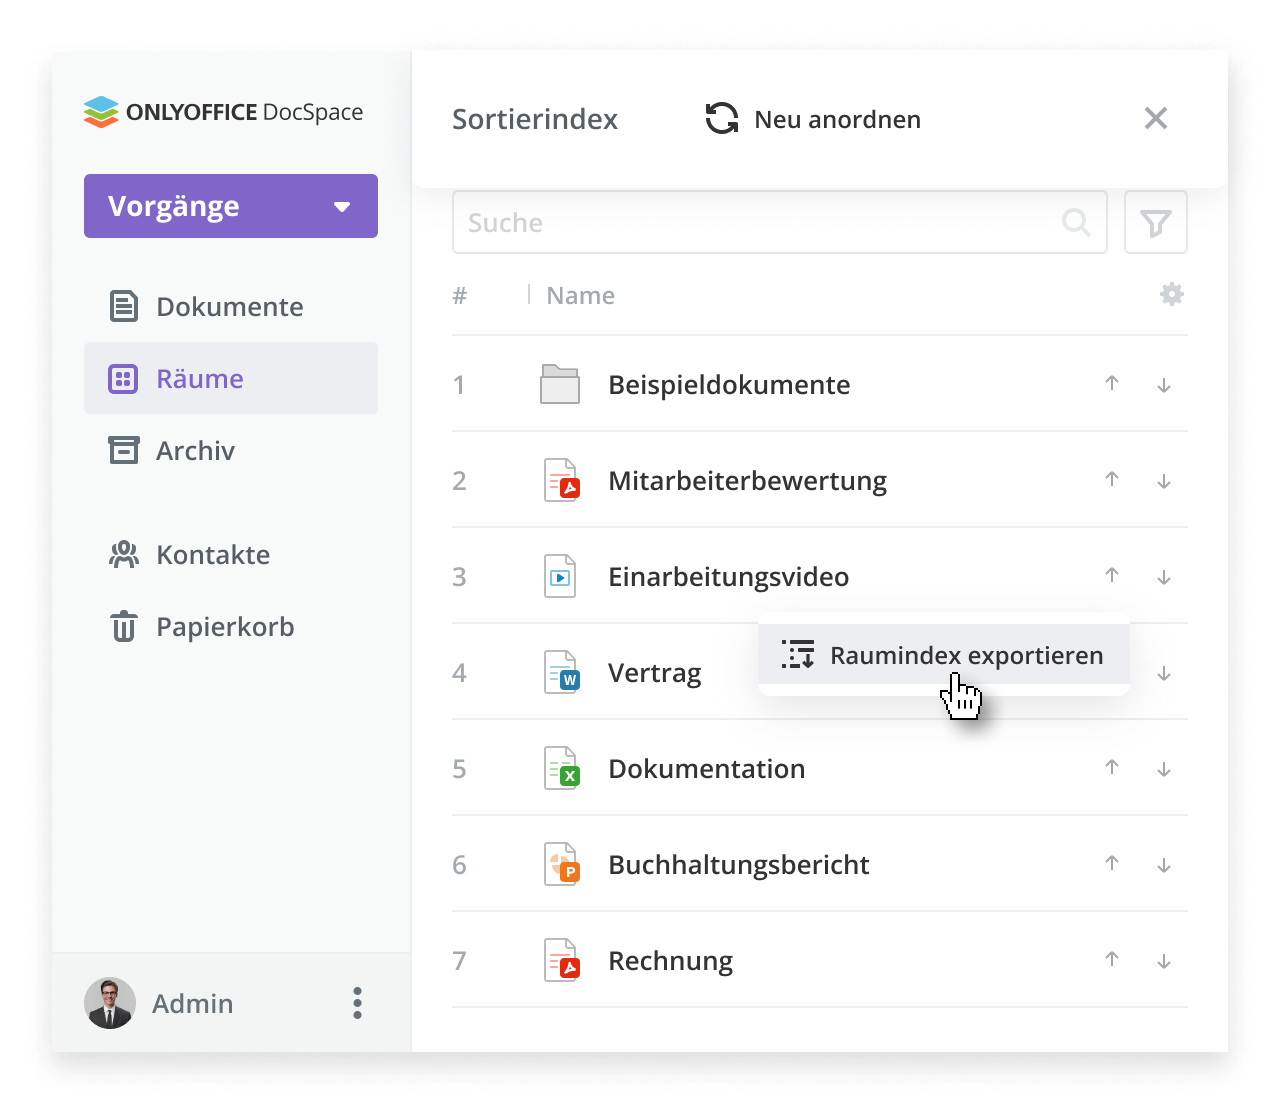 ONLYOFFICE DocSpace
Sortierindex
Neu anordnen
Vorgänge
Suche
Dokumente
Räume
Archiv
Kontakte
Papierkorb
# Name
1 Beispieldokumente
2 Mitarbeiterbewertung
3 Einarbeitungsvideo
4 W Vertrag
Raumindex exportieren
5 X Dokumentation
6 P Buchhaltungsbericht
7 Rechnung
Admin